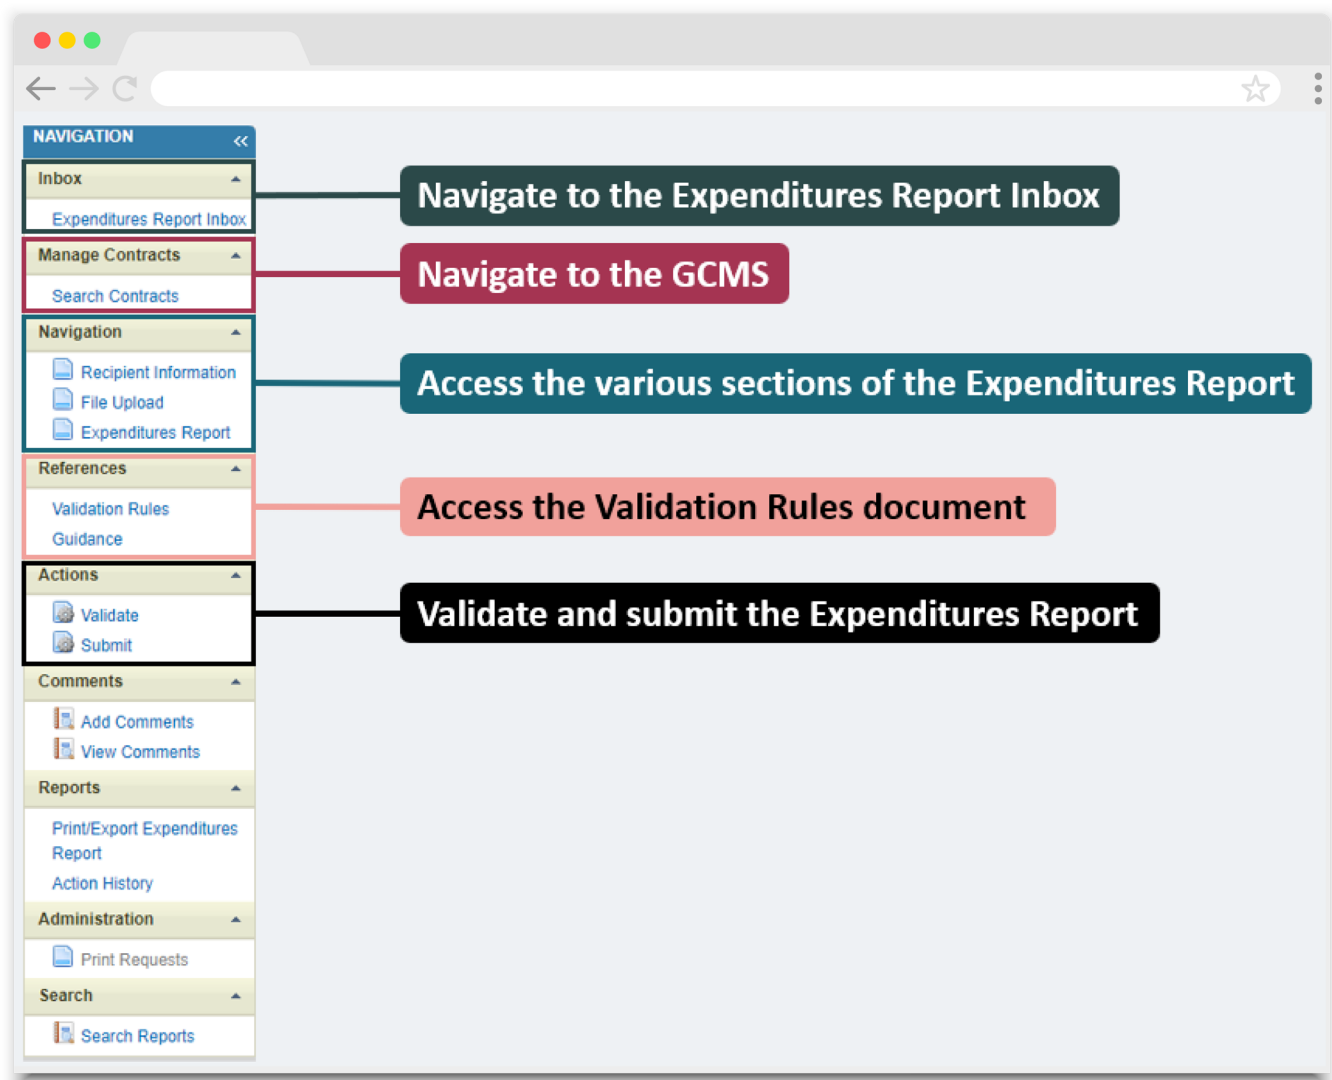 NAVIGATION
Inbox
Expenditures Report Inbox
Navigate to the Expenditures Report Inbox
Manage Contracts
Search Contracts
Navigate to the GCMS
Navigation
Recipient Information
File Upload
Expenditures Report
Access the various sections of the Expenditures Report
References
Validation Rules
Guidance
Access the Validation Rules document
Actions
Validate
Submit
Validate and submit the Expenditures Report
Comments
Add Comments
View Comments
Reports
Print/Export Expenditures
Report
Action History
Administration
Print Requests
Search
Search Reports